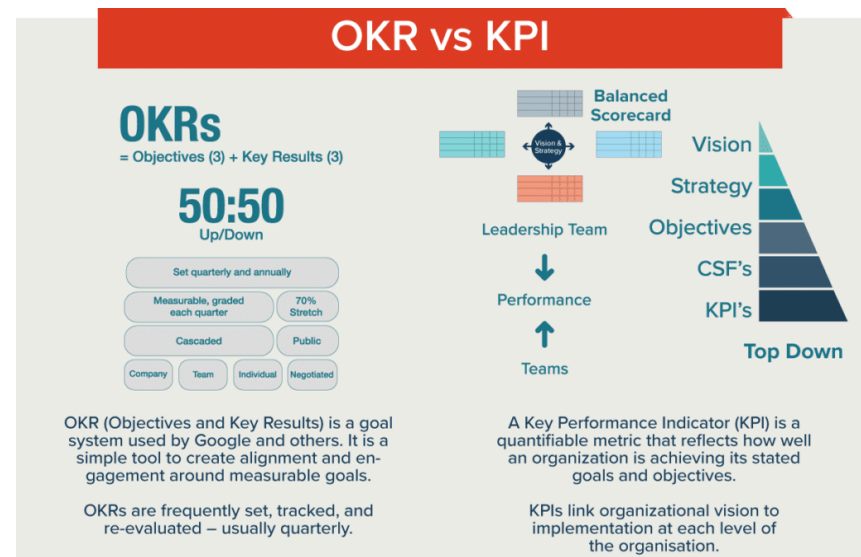 OKR vs KPI
OKRs
= Objectives (3) + Key Results (3)
50:50
Up/Down
Set quarterly and annually
Measurable, graded
each quarter
70%
Stretch
Cascaded
Public
Company
Team
Individual
Negotiated
OKR (Objectives and Key Results) is a goal
system used by Google and others. It is a
simple tool to create alignment and en-
gagement around measurable goals.
OKRs are frequently set, tracked, and
re-evaluated – usually quarterly.
Balanced
Scorecard
Vision &
Strategy
Leadership Team
Performance
Teams
Vision
Strategy
Objectives
CSF's
KPI's
Top Down
A Key Performance Indicator (KPI) is a
quantifiable metric that reflects how well
an organization is achieving its stated
goals and objectives.
KPIs link organizational vision to
implementation at each level of
the organisation.